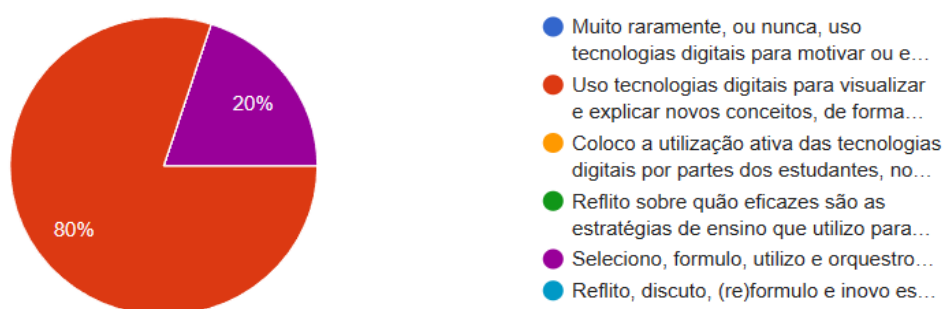 80%
20%
Muito raramente, ou nunca, uso
tecnologias digitais para motivar ou e...
Uso tecnologias digitais para visualizar
e explicar novos conceitos, de forma...
Coloco a utilização ativa das tecnologias
digitais por partes dos estudantes, no...
Reflito sobre quão eficazes são as
estratégias de ensino que utilizo para...
Seleciono, formulo, utilizo e orquestro...
Reflito, discuto, (re)formulo e inovo es...